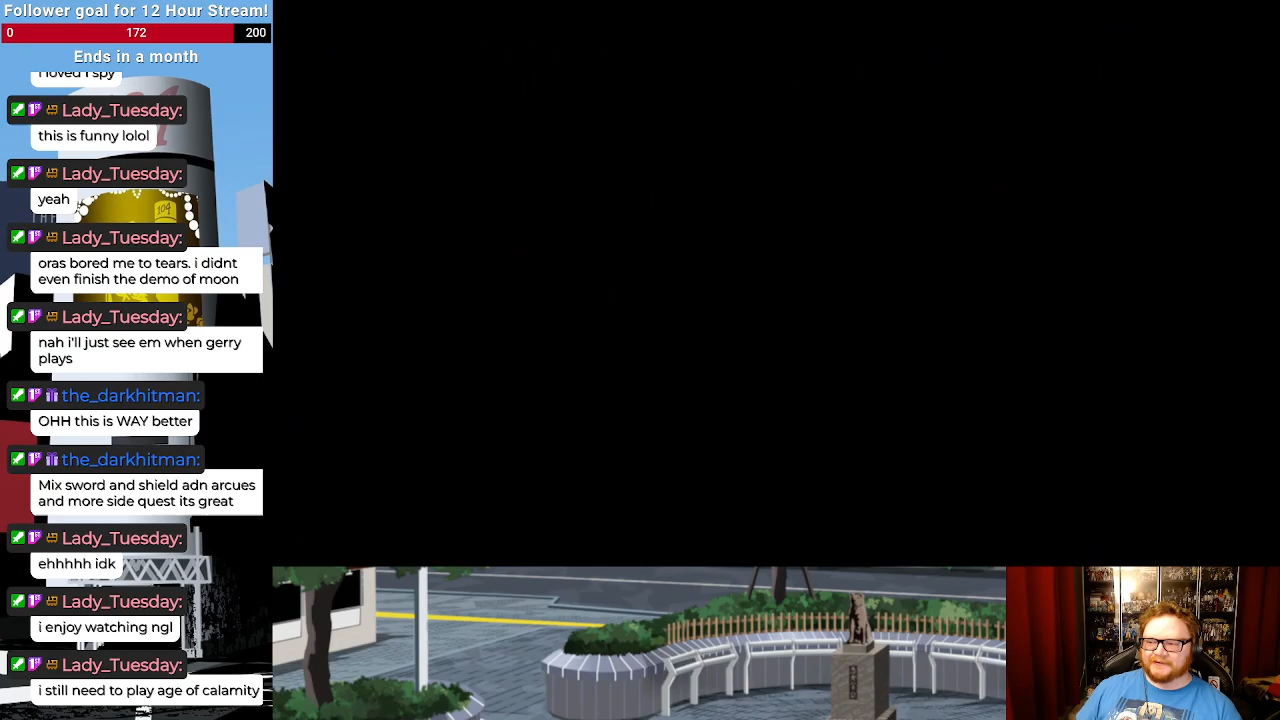 Follower goal for 12 Hour Stream!
0 172 200
Ends in a month
I loved I spy
Lady_Tuesday:
this is funny lolol
Lady_Tuesday:
yeah
104
Lady_Tuesday:
oras bored me to tears. i didnt
even finish the demo of moon
Lady_Tuesday:
nah i'll just see em when gerry
plays
the_darkhitman:
OHH this is WAY better
the_darkhitman:
Mix sword and shield adn arcues
and more side quest its great
Lady_Tuesday:
ehhhhh idk
Lady_Tuesday:
i enjoy watching ngl
Lady_Tuesday:
i still need to play age of calamity